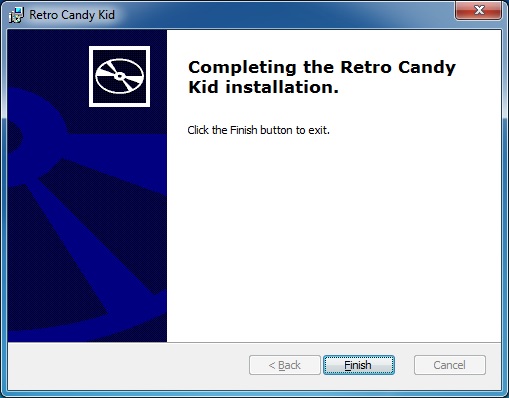 Retro Candy Kid
Completing the Retro Candy
Kid installation.
Click the Finish button to exit.
< Back
Finish
Cancel